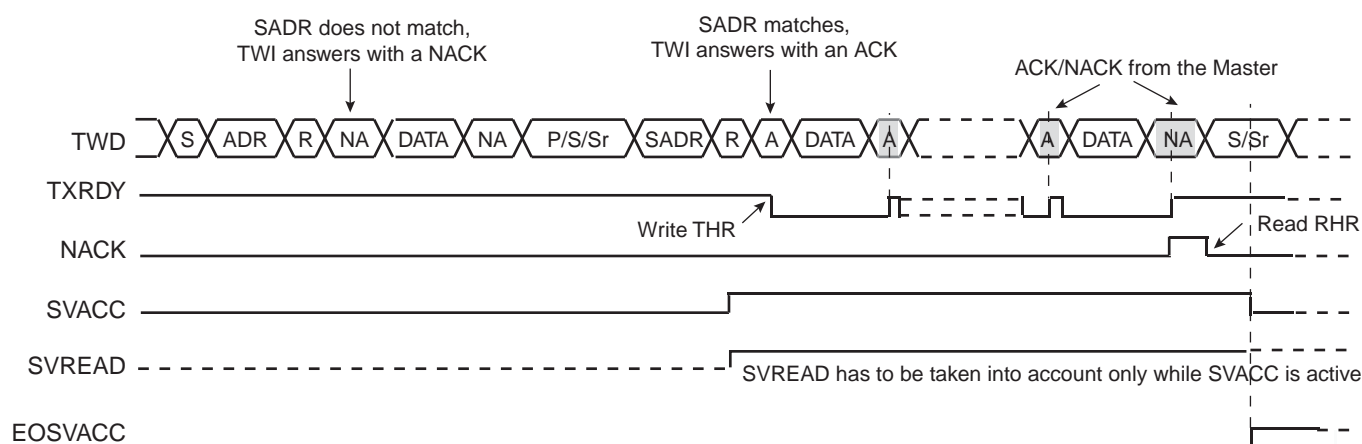 SADR does not match,
TWI answers with a NACK
SADR matches,
TWI answers with an ACK
ACK/NACK from the Master
TWD S ADR R NA DATA NA P/S/Sr SADR R A DATA A A DATA NA S/Sr
TXRDY
Write THR
Read RHR
NACK
SVACC
SVREAD
SVREAD has to be taken into account only while SVACC is active
EOSVACC